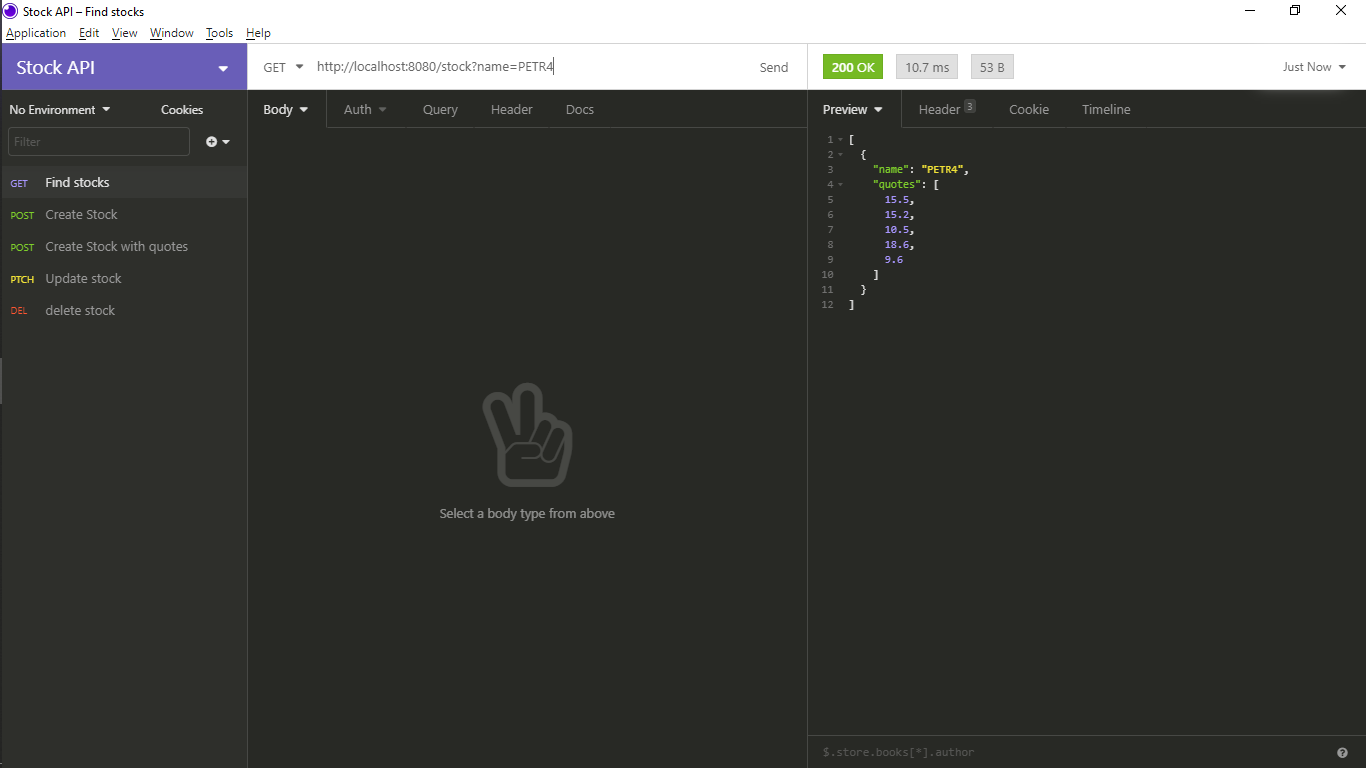 Stock API – Find stocks
Application Edit View Window Tools Help
Stock API
GET http://localhost:8080/stock?name=PETR4 Send
200 OK 10.7 ms 53 B Just Now
No Environment Cookies
Body Auth Query Header Docs
Preview Header 3 Cookie Timeline
Filter
GET Find stocks
POST Create Stock
POST Create Stock with quotes
PTCH Update stock
DEL delete stock
Select a body type from above
1 [
2 {
3 "name": "PETR4",
4 "quotes": [
5 15.5,
6 15.2,
7 10.5,
8 18.6,
9 9.6
10 ]
11 }
12 ]
$.store.books[*].author